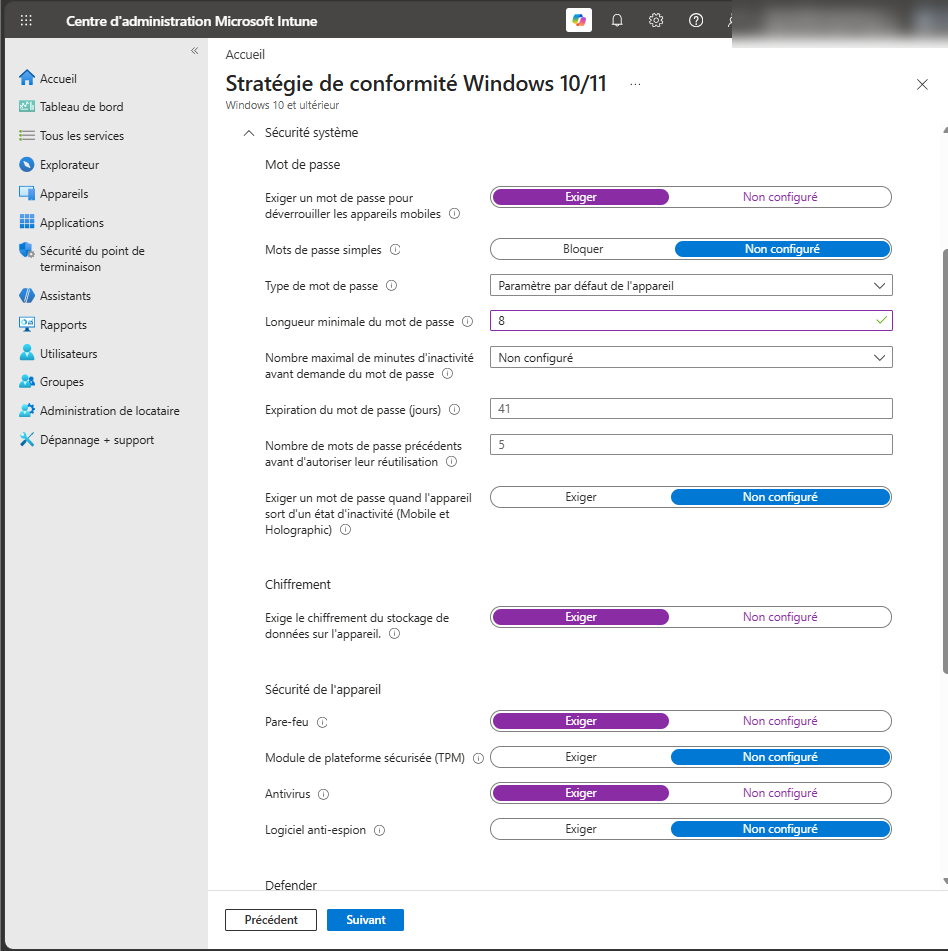 Centre d'administration Microsoft Intune
«
Accueil
Tableau de bord
Tous les services
Explorateur
Appareils
Applications
Sécurité du point de
terminaison
Assistants
Rapports
Utilisateurs
Groupes
Administration de locataire
Dépannage + support
Accueil
Stratégie de conformité Windows 10/11 ...
Windows 10 et ultérieur
Sécurité système
Mot de passe
Exiger un mot de passe pour
déverrouiller les appareils mobiles
Exiger Non configuré
Mots de passe simples
Bloquer Non configuré
Type de mot de passe
Paramètre par défaut de l'appareil
Longueur minimale du mot de passe
8
Nombre maximal de minutes d'inactivité
avant demande du mot de passe
Non configuré
Expiration du mot de passe (jours)
41
Nombre de mots de passe précédents
avant d'autoriser leur réutilisation
5
Exiger un mot de passe quand l'appareil
sort d'un état d'inactivité (Mobile et
Holographic)
Exiger Non configuré
Chiffrement
Exige le chiffrement du stockage de
données sur l'appareil.
Exiger Non configuré
Sécurité de l'appareil
Pare-feu
Exiger Non configuré
Module de plateforme sécurisée (TPM)
Exiger Non configuré
Antivirus
Exiger Non configuré
Logiciel anti-espion
Exiger Non configuré
Defender
Précédent Suivant